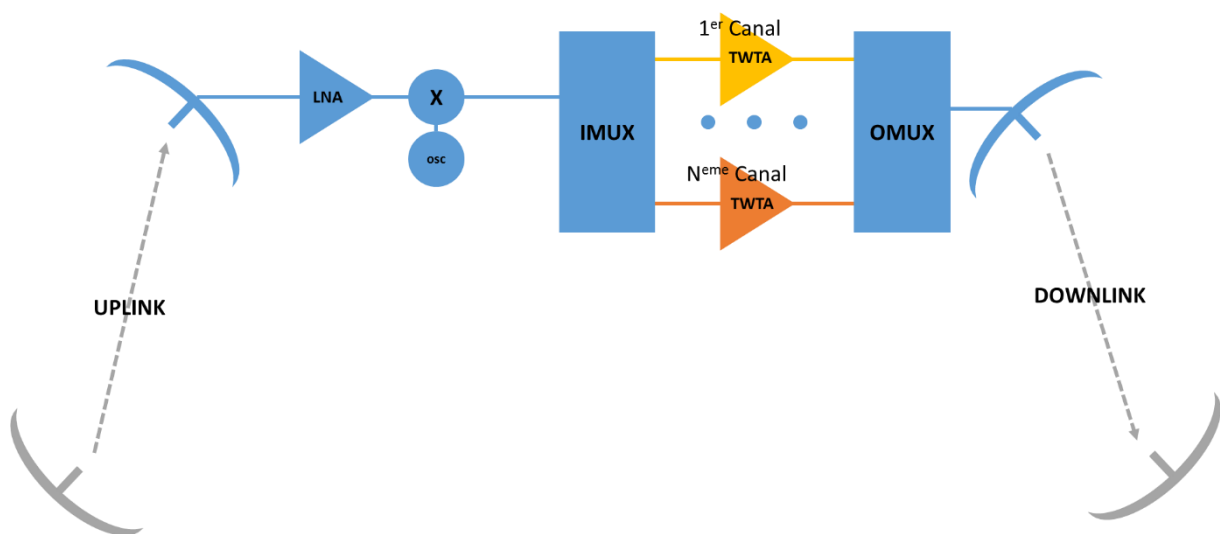 1er Canal
TWTA
LNA
X
osc
IMUX
OMUX
Neme Canal
TWTA
UPLINK
DOWNLINK